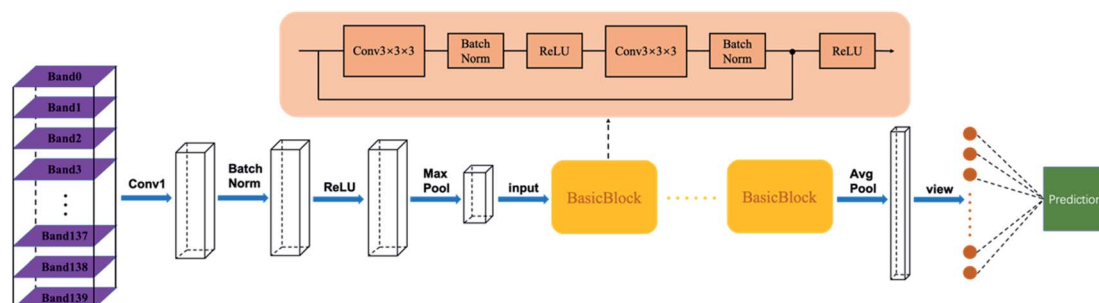 Conv3×3×3
Batch
Norm
ReLU
Conv3×3×3
Batch
Norm
ReLU
Band0
Band1
Band2
Band3
Band137
Band138
Band139
Conv1
Batch
Norm
ReLU
Max
Pool
input
BasicBlock
BasicBlock
Avg
Pool
view
Prediction